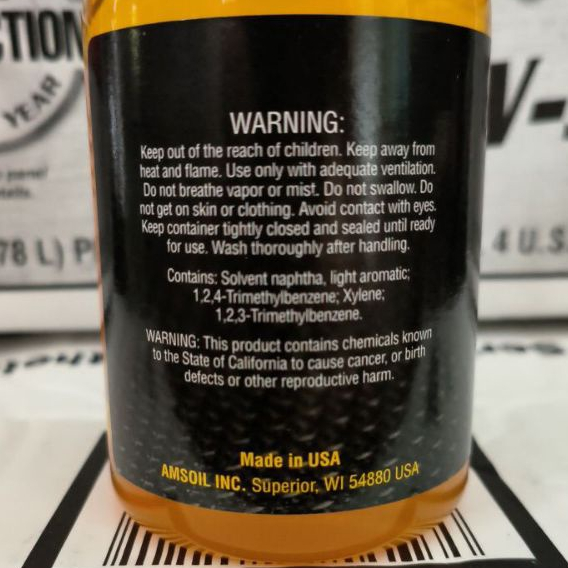 WARNING:
Keep out of the reach of children. Keep away from
heat and flame. Use only with adequate ventilation.
Do not breathe vapor or mist. Do not swallow. Do
not get on skin or clothing. Avoid contact with eyes.
Keep container tightly closed and sealed until ready
for use. Wash thoroughly after handling.
Contains: Solvent naphtha, light aromatic;
1,2,4-Trimethylbenzene; Xylene;
1,2,3-Trimethylbenzene.
WARNING: This product contains chemicals known
to the State of California to cause cancer, or birth
defects or other reproductive harm.
Made in USA
AMSOIL INC. Superior, WI 54880 USA
CTION
YEAR
78 L) P
V-
4 U.S.